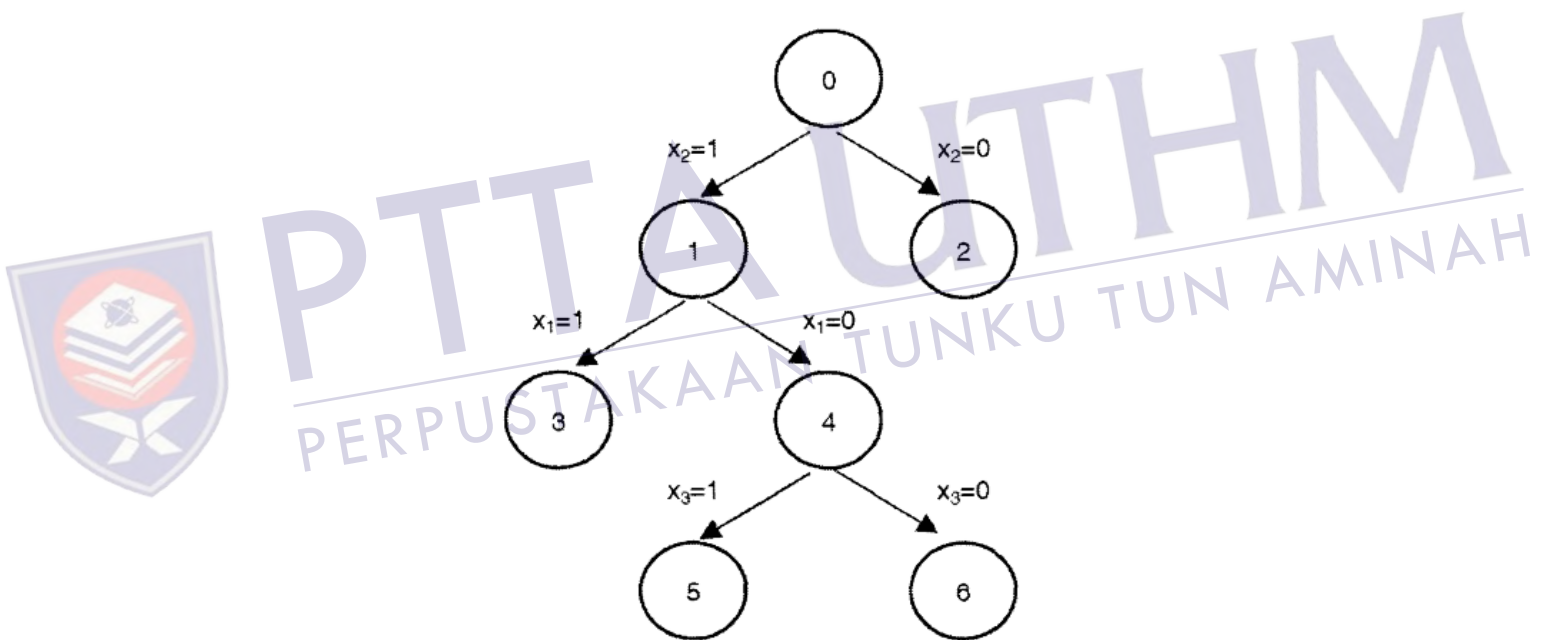 0
x₂=1 x₂=0
1 2
x₁=1 x₁=0
3 4
x₃=1 x₃=0
5 6
PTTA UTHM
PERPUSTAKAAN TUNKU TUN AMINAH